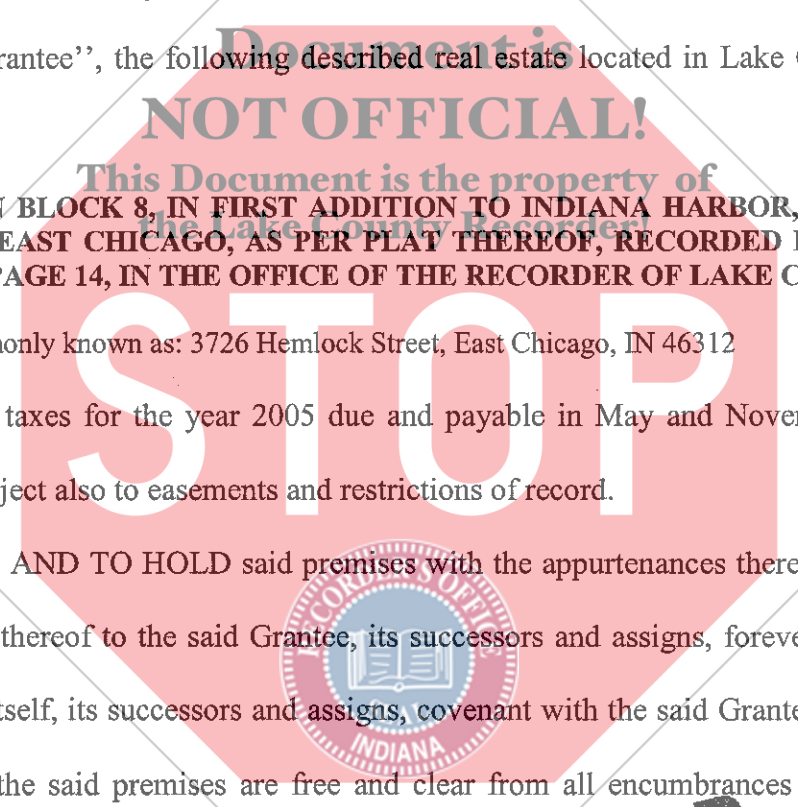 Document is
rantee’’, the following described real estate located in Lake
NOT OFFICIAL!
This Document is the property of
BLOCK 8, IN FIRST ADDITION TO INDIANA HARBOR,
the Lake County Recorder!
EAST CHICAGO, AS PER PLAT THEREOF, RECORDED
PAGE 14, IN THE OFFICE OF THE RECORDER OF LAKE C
STOP
monly known as: 3726 Hemlock Street, East Chicago, IN 46312
taxes for the year 2005 due and payable in May and Nove
ject also to easements and restrictions of record.
AND TO HOLD said premises with the appurtenances there
RECORDER'S OFFICE
thereof to the said Grantee, its successors and assigns, foreve
SEAL
tself, its successors and assigns, covenant with the said Grante
INDIANA
the said premises are free and clear from all encumbrances